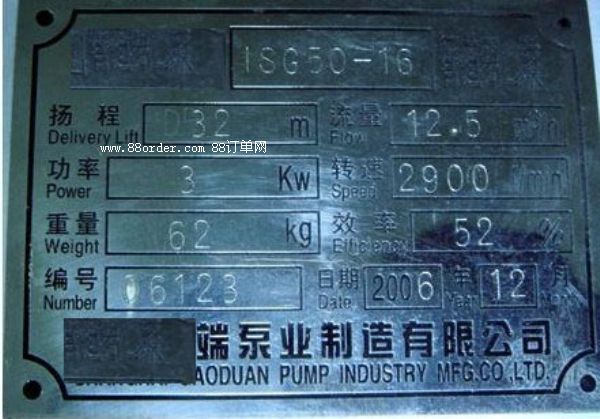 ISG50-16
扬程 Delivery Lift 32 m 流量 Flow 12.5 m³/h
www.88order.com 88订单网
功率 Power 3 Kw 转速 Speed 2900 r/min
重量 Weight 62 kg 效率 Efficiency 52 %
编号 Number 06123 日期 Date 2006 年 Year 12 月
端泵业制造有限公司
AODUAN PUMP INDUSTRY MFG.CO.,LTD.